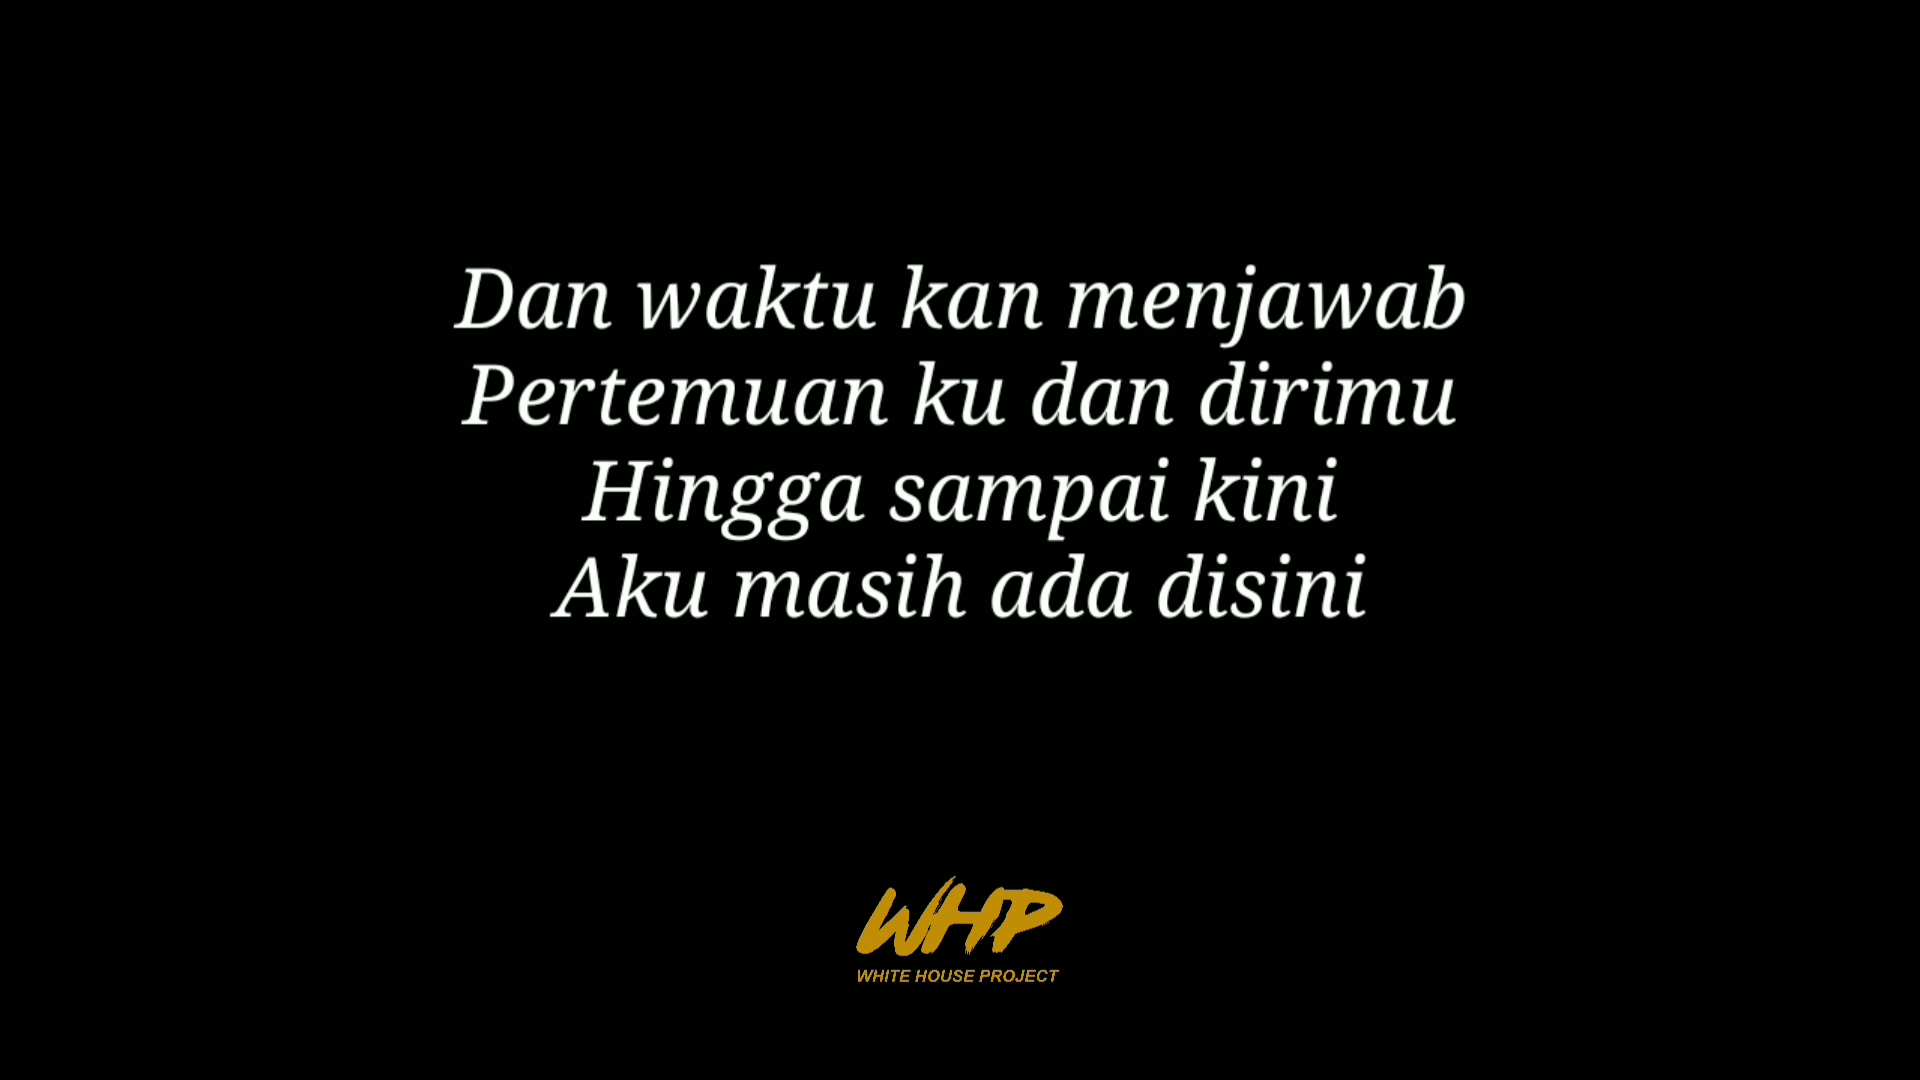 Dan waktu kan menjawab
Pertemuan ku dan dirimu
Hingga sampai kini
Aku masih ada disini
WHP
WHITE HOUSE PROJECT